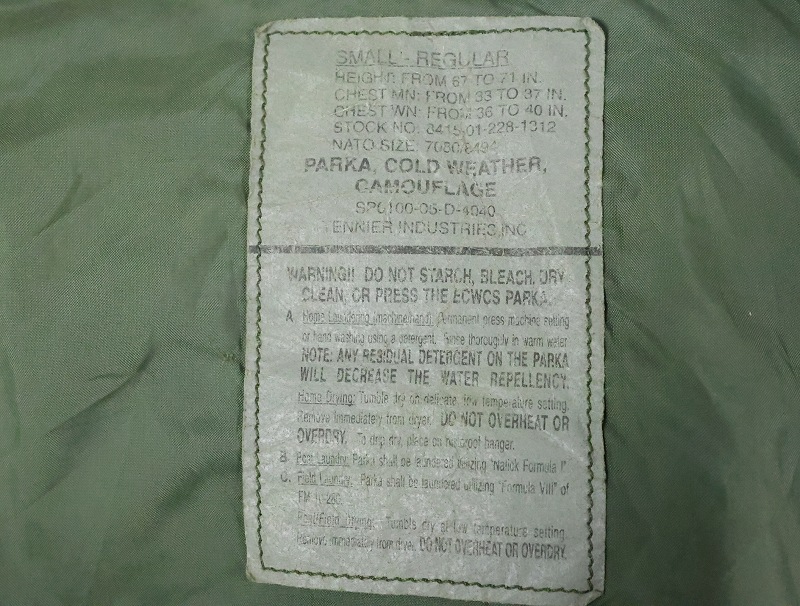 SMALL - REGULAR
HEIGHT: FROM 67 TO 71 IN.
CHEST MN: FROM 33 TO 37 IN.
CHEST WN: FROM 36 TO 40 IN.
STOCK NO. 8415-01-228-1312
NATO SIZE:
PARKA, COLD WEATHER,
CAMOUFLAGE
TENNIER INDUSTRIES, INC
WARNING!! DO NOT STARCH, BLEACH, DRY
CLEAN, OR PRESS THE ECWCS PARKA.
A. Home Laundering (machine/hand): Permanent press machine setting
or hand washing using a detergent. Rinse thoroughly in warm water
NOTE: ANY RESIDUAL DETERGENT ON THE PARKA
WILL DECREASE THE WATER REPELLENCY.
Home Drying: Tumble dry on delicate, low temperature setting.
Remove immediately from dryer. DO NOT OVERHEAT OR
OVERDRY. To drip dry, place on rustproof hanger.
B. Post Laundry: Parka shall be laundered utilizing "Natick Formula I"
C. Field Laundry: Parka shall be laundered utilizing "Formula VIII" of
FM
Post/Field Drying: Tumble dry at low temperature setting.
Remove immediately from dryer. DO NOT OVERHEAT OR OVERDRY.